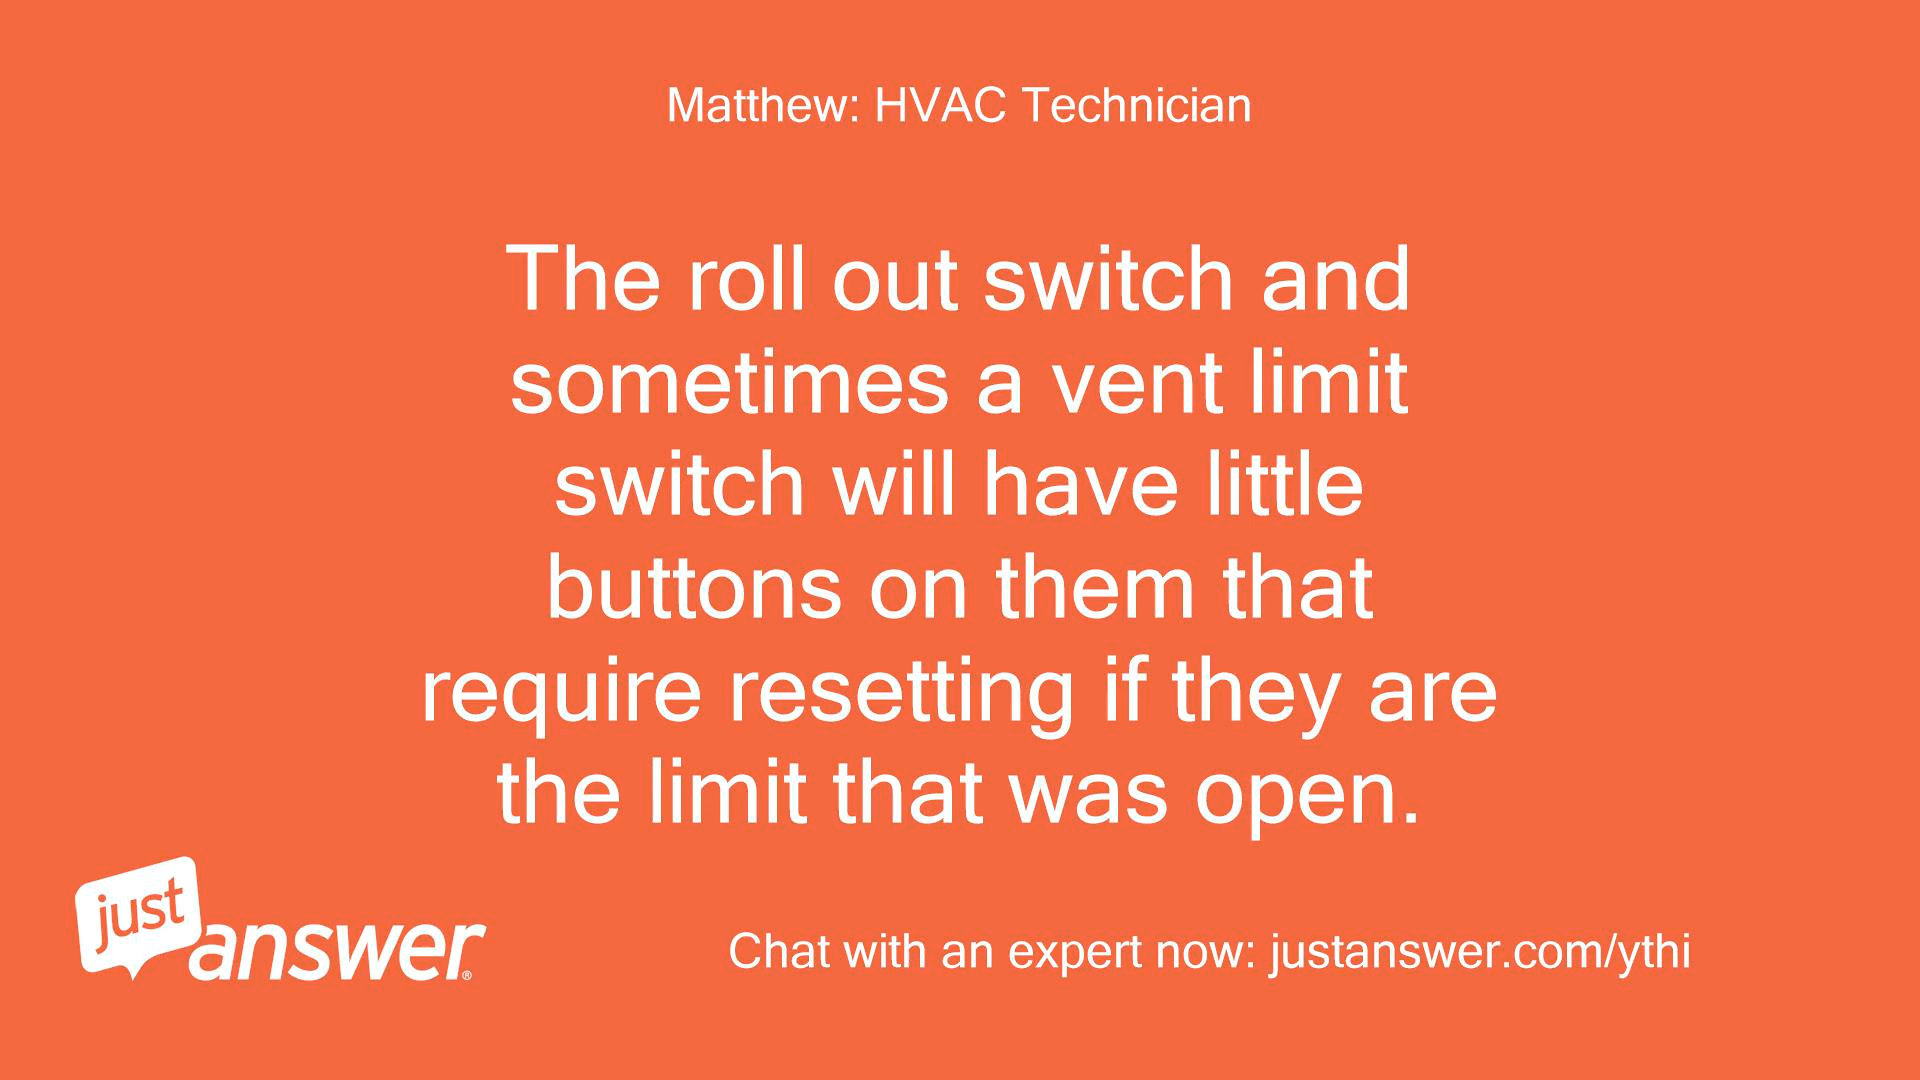 Matthew: HVAC Technician
The roll out switch and
sometimes a vent limit
switch will have little
buttons on them that
require resetting if they are
the limit that was open.
just
answer®
Chat with an expert now: justanswer.com/ythi